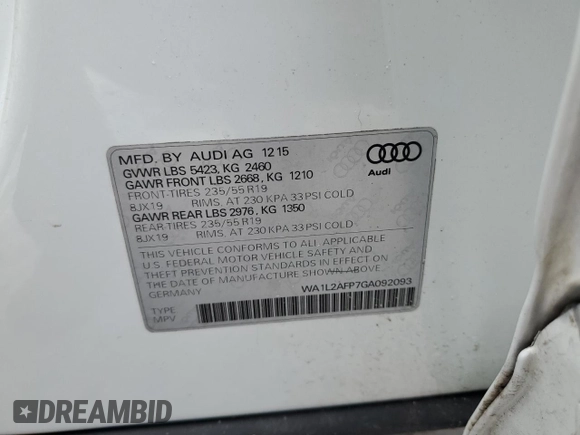 MFD. BY AUDI AG 12 15
GVWR LBS 5423, KG 2460
GAWR FRONT LBS 2668, KG 1210
FRONT-TIRES 235/55 R19
8JX19 RIMS, AT 230 KPA 33 PSI COLD
GAWR REAR LBS 2976, KG 1350
REAR-TIRES 235/55 R19
8JX19 RIMS, AT 230 KPA 33 PSI COLD
THIS VEHICLE CONFORMS TO ALL APPLICABLE
U.S. FEDERAL MOTOR VEHICLE SAFETY AND
THEFT PREVENTION STANDARDS IN EFFECT ON
THE DATE OF MANUFACTURE SHOWN ABOVE
GERMANY
WA1L2AFP7GA092093
TYPE
MPV
Audi
DREAMBID